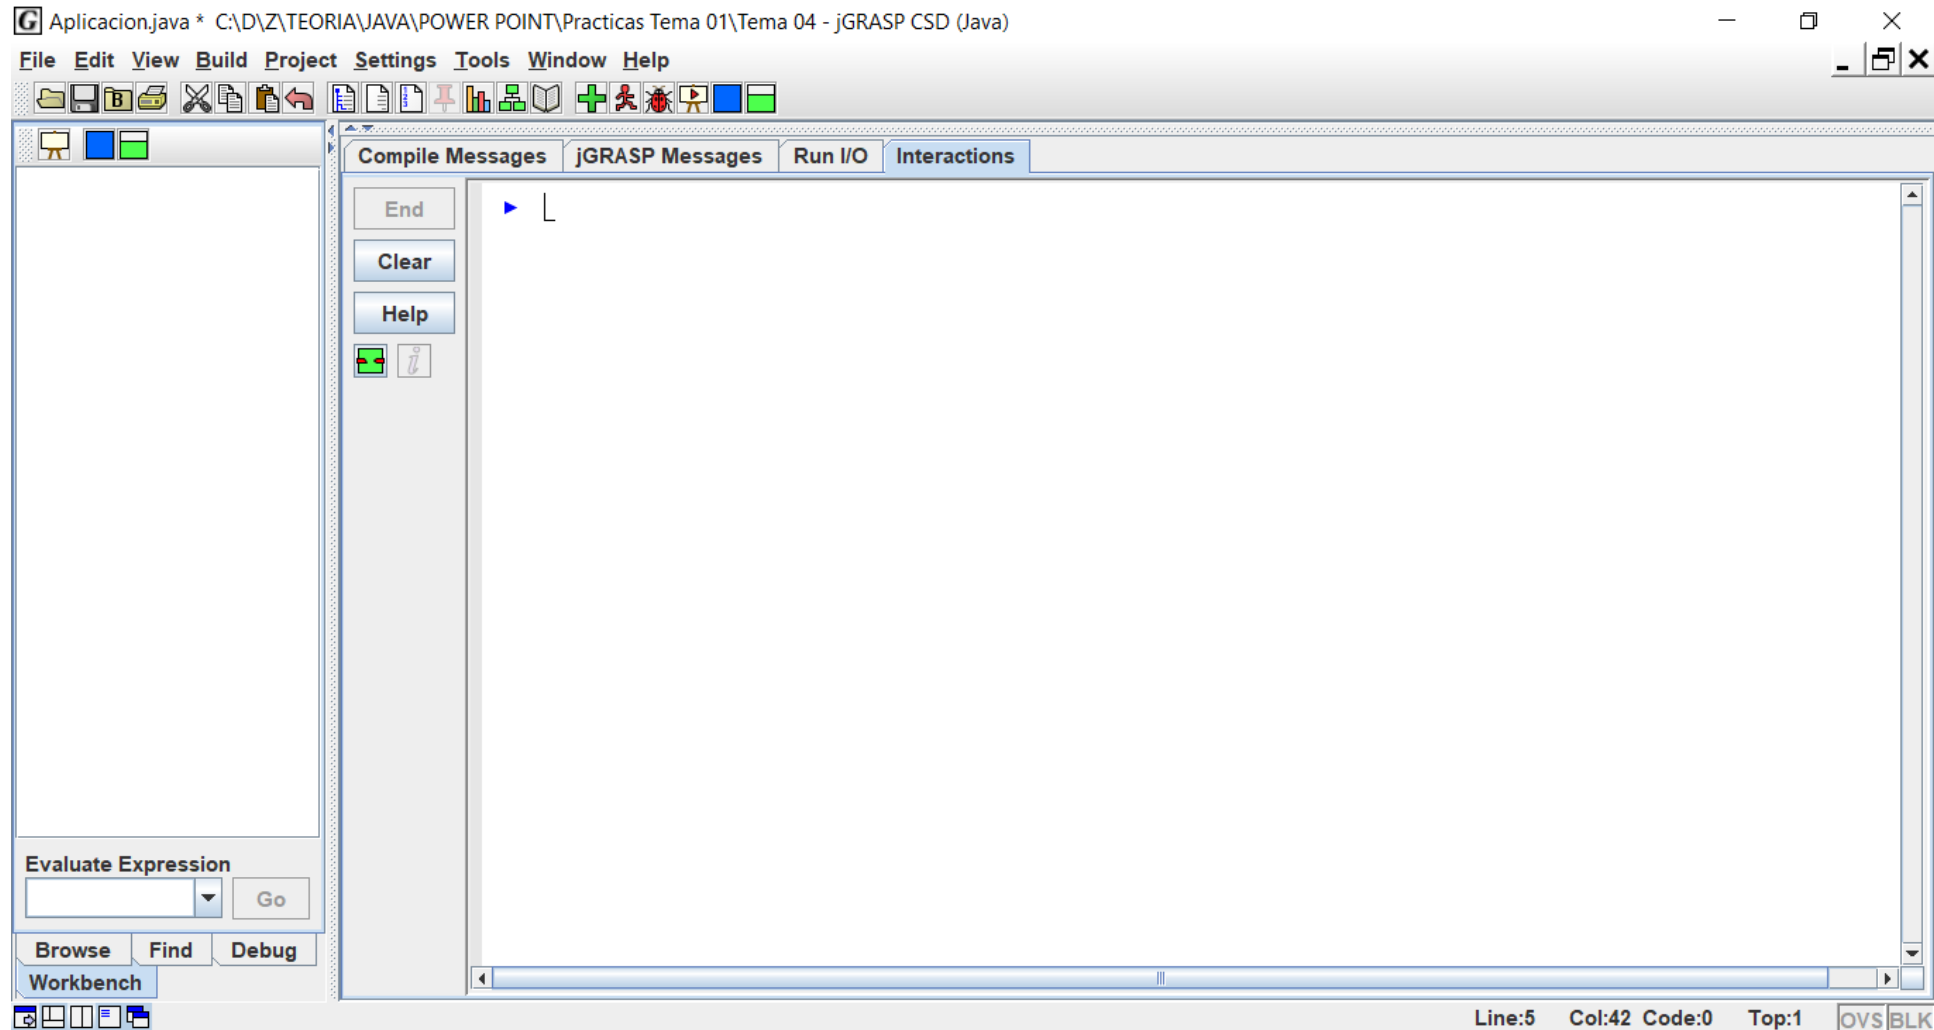 G Aplicacion.java * C:\D\Z\TEORIA\JAVA\POWER POINT\Practicas Tema 01\Tema 04 - jGRASP CSD (Java)
File Edit View Build Project Settings Tools Window Help
B
Compile Messages jGRASP Messages Run I/O Interactions
End
Clear
Help
i
Evaluate Expression
Go
Browse Find Debug
Workbench
Line:5 Col:42 Code:0 Top:1 OVS BLK